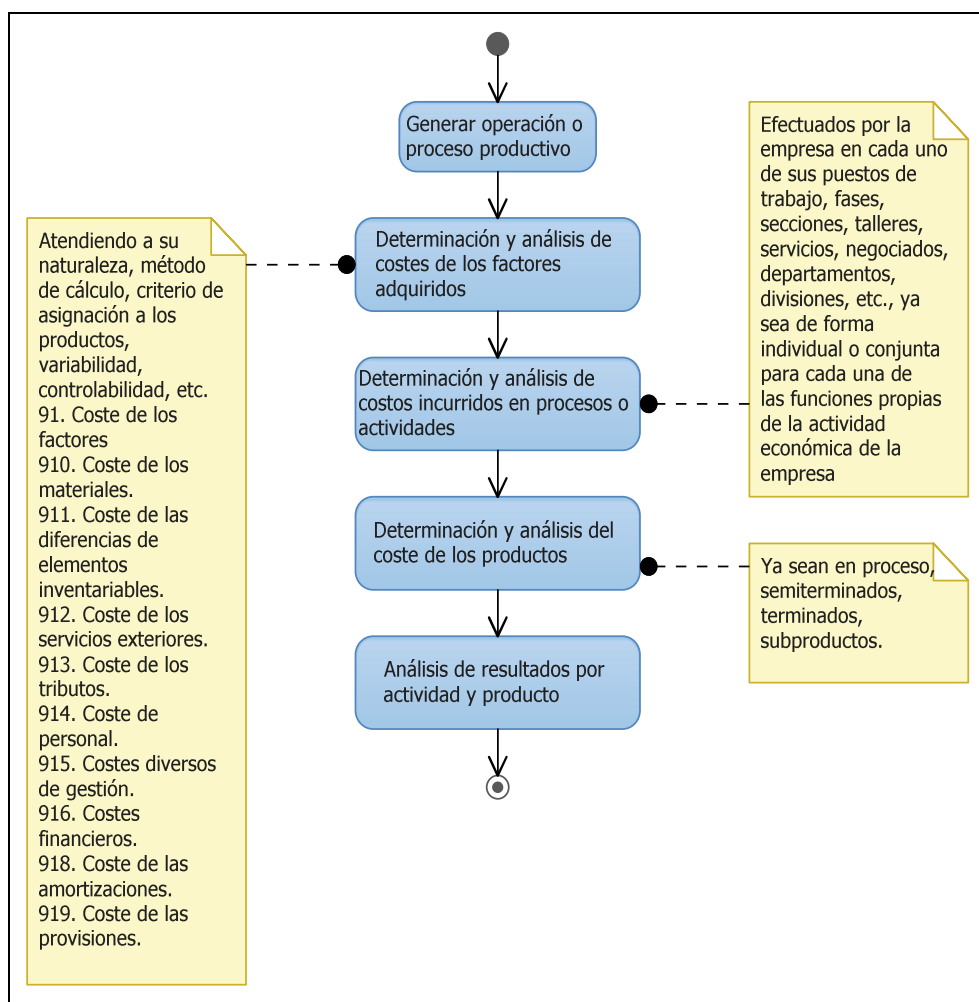 Generar operación o
proceso productivo
Efectuados por la
empresa en cada uno
de sus puestos de
trabajo, fases,
secciones, talleres,
servicios, negociados,
departamentos,
divisiones, etc., ya
sea de forma
individual o conjunta
para cada una de
las funciones propias
de la actividad
económica de la
empresa
Atendiendo a su
naturaleza, método
de cálculo, criterio de
asignación a los
productos,
variabilidad,
controlabilidad, etc.
91. Coste de los
factores
910. Coste de los
materiales.
911. Coste de las
diferencias de
elementos
inventariables.
912. Coste de los
servicios exteriores.
913. Coste de los
tributos.
914. Coste de
personal.
915. Costes diversos
de gestión.
916. Costes
financieros.
918. Coste de las
amortizaciones.
919. Coste de las
provisiones.
Determinación y análisis de
costes de los factores
adquiridos
Determinación y análisis de
costos incurridos en procesos o
actividades
Determinación y análisis del
coste de los productos
Ya sean en proceso,
semiterminados,
terminados,
subproductos.
Análisis de resultados por
actividad y producto